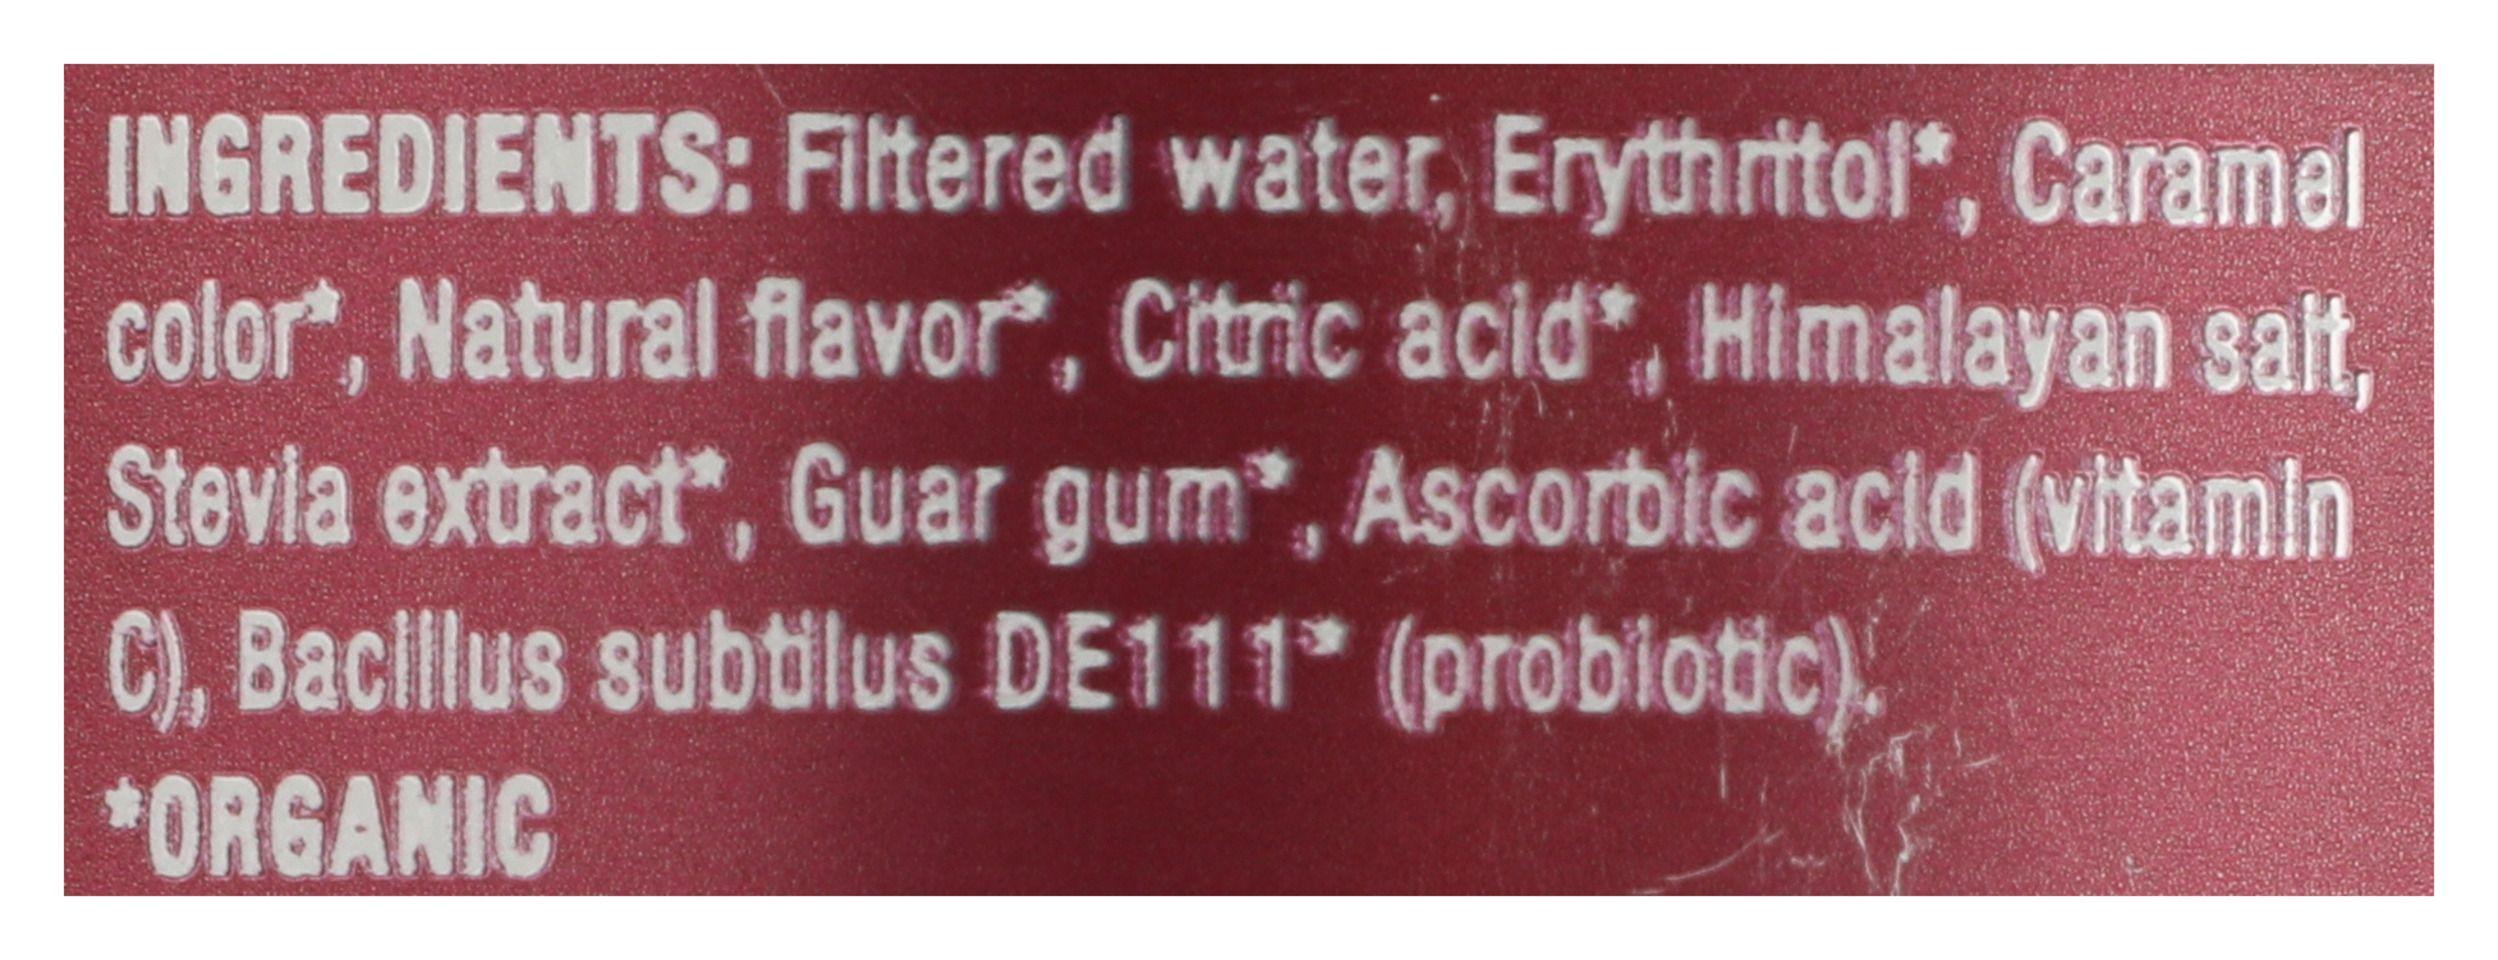 INGREDIENTS: Filtered water, Erythritol*, Caramel
color*, Natural flavor*, Citric acid*, Himalayan salt,
Stevia extract*, Guar gum*, Ascorbic acid (vitamin
C), Bacillus subtilus DE111* (probiotic).
*ORGANIC